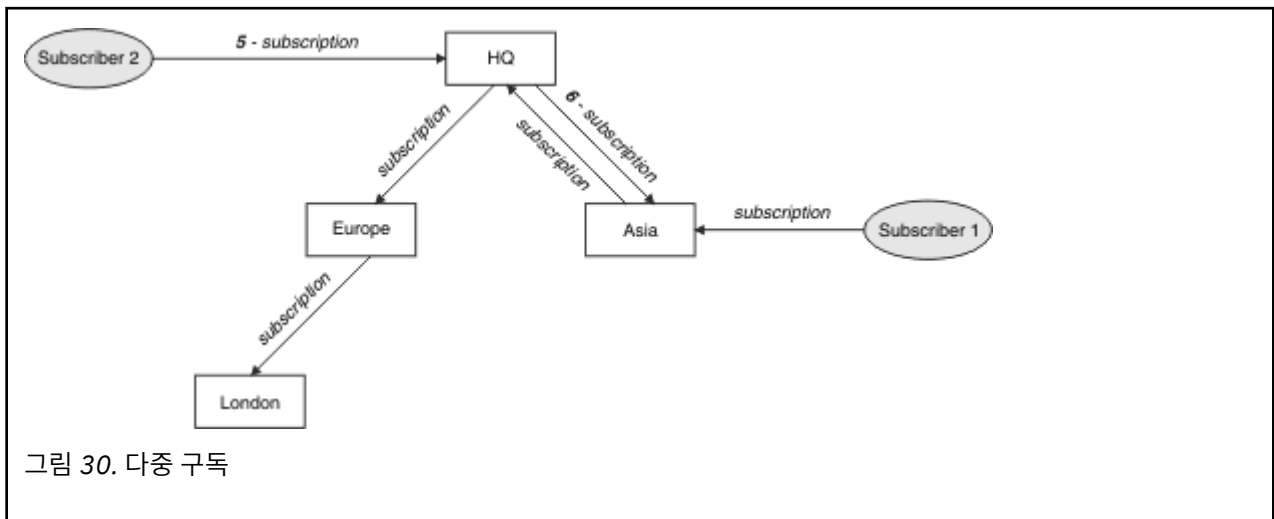 Subscriber 2
5 - subscription
HQ
subscription
subscription
6 - subscription
Europe
Asia
subscription
Subscriber 1
subscription
London
그림 30. 다중 구독